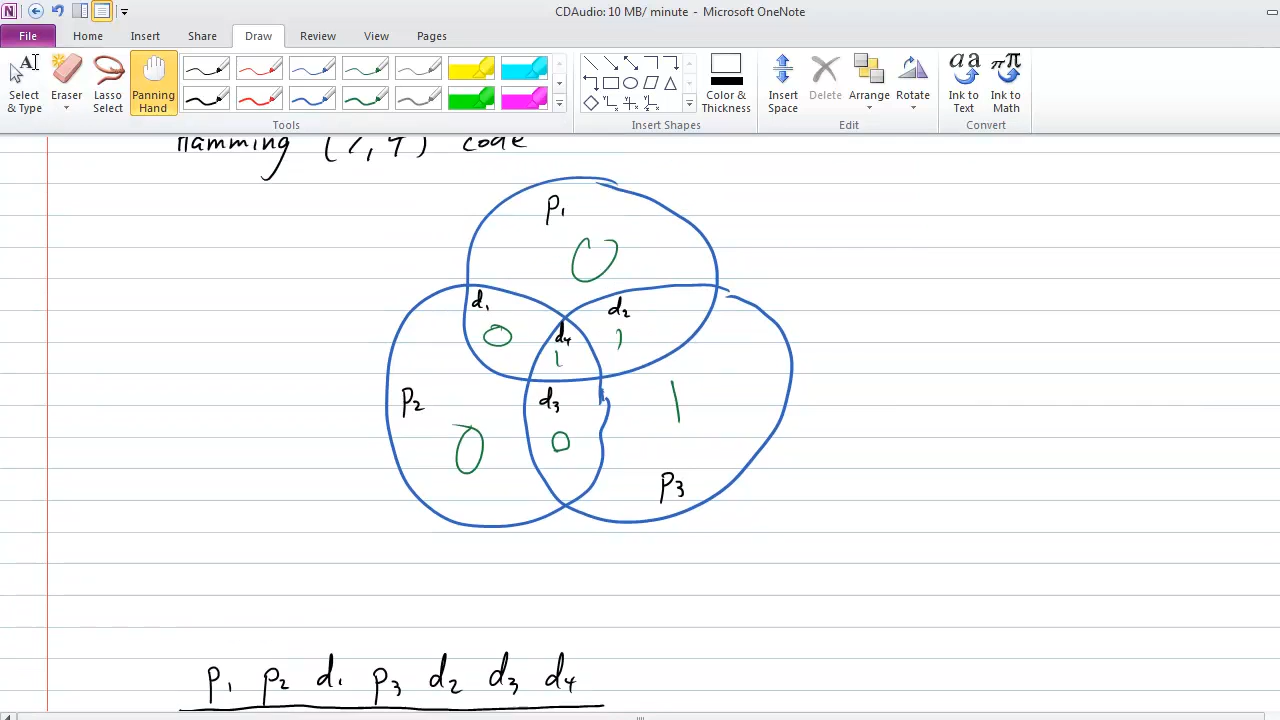 CDAudio: 10 MB/ minute - Microsoft OneNote
File Home Insert Share Draw Review View Pages
Select & Type Eraser Lasso Select Panning Hand Color & Thickness Insert Space Delete Arrange Rotate Ink to Text Ink to Math
Tools Insert Shapes Edit Convert
Hamming (7, 4) code
p1
0
d1 d2
d4
0 1 1
p2 d3 1
0 0
p3
p1 p2 d1 p3 d2 d3 d4